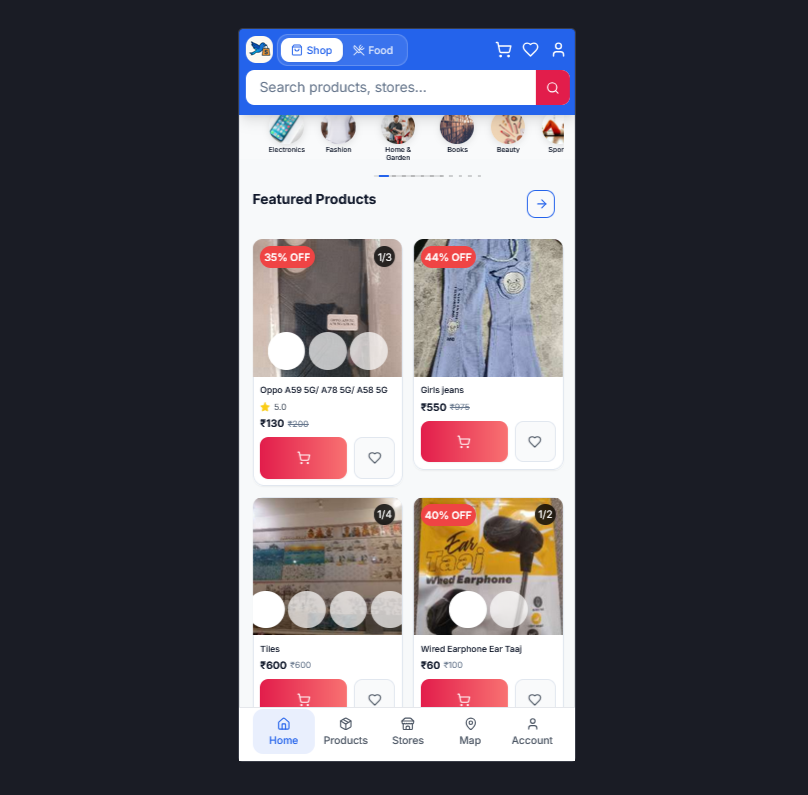 Shop
Food
Search products, stores...
Electronics
Fashion
Home &
Garden
Books
Beauty
Spor
Featured Products
35% OFF
1/3
44% OFF
Oppo A59 5G/ A78 5G/ A58 5G
5.0
₹130 ₹200
Girls jeans
₹550 ₹975
1/4
40% OFF
1/2
Ear
Taaj
Wired Earphone
Tiles
₹600 ₹600
Wired Earphone Ear Taaj
₹60 ₹100
Home
Products
Stores
Map
Account